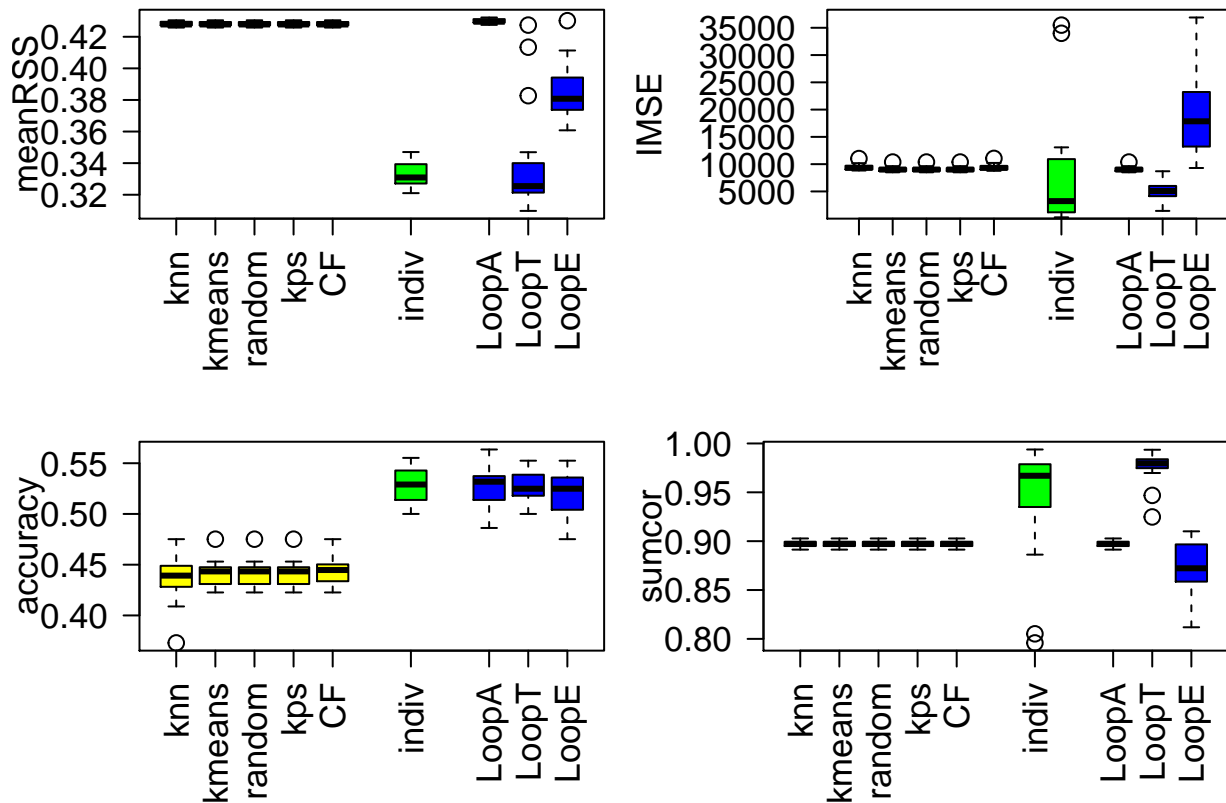 meanRSS
0.42
0.40
0.38
0.36
0.34
0.32
knn
kmeans
random
kps
CF
indiv
LoopA
LoopT
LoopE
IMSE
35000
30000
25000
20000
15000
10000
5000
knn
kmeans
random
kps
CF
indiv
LoopA
LoopT
LoopE
accuracy
0.55
0.50
0.45
0.40
knn
kmeans
random
kps
CF
indiv
LoopA
LoopT
LoopE
sumcor
1.00
0.95
0.90
0.85
0.80
knn
kmeans
random
kps
CF
indiv
LoopA
LoopT
LoopE